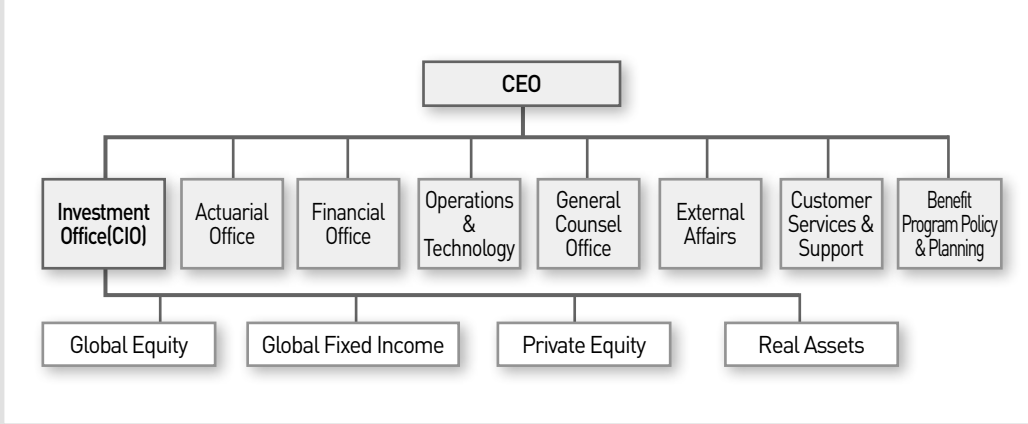 CEO
Investment
Office(CIO)
Actuarial
Office
Financial
Office
Operations
&
Technology
General
Counsel
Office
External
Affairs
Customer
Services &
Support
Benefit
Program Policy
& Planning
Global Equity
Global Fixed Income
Private Equity
Real Assets